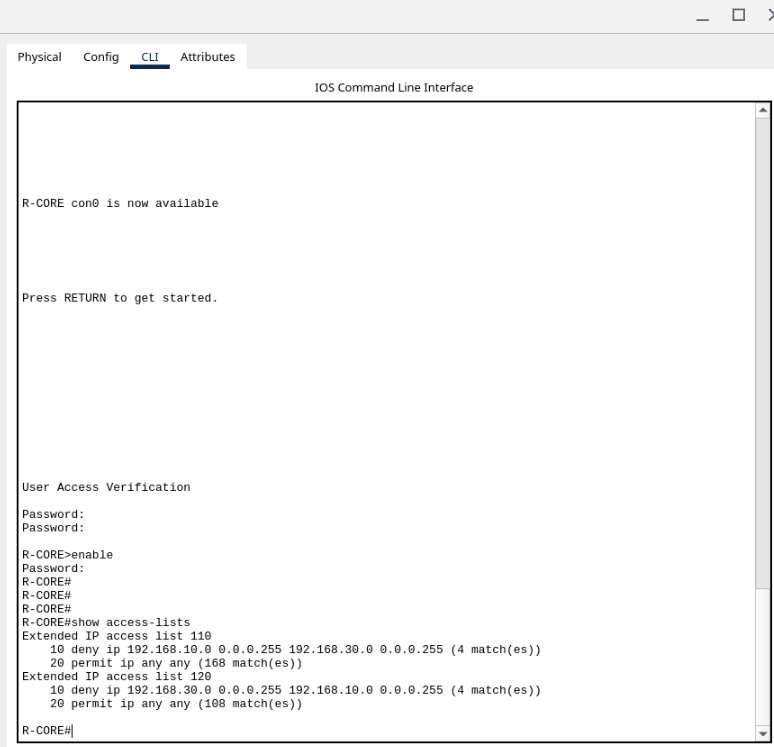 Physical Config CLI Attributes
IOS Command Line Interface
R-CORE con0 is now available
Press RETURN to get started.
User Access Verification
Password:
Password:
R-CORE>enable
Password:
R-CORE#
R-CORE#
R-CORE#
R-CORE#show access-lists
Extended IP access list 110
    10 deny ip 192.168.10.0 0.0.0.255 192.168.30.0 0.0.0.255 (4 match(es))
    20 permit ip any any (168 match(es))
Extended IP access list 120
    10 deny ip 192.168.30.0 0.0.0.255 192.168.10.0 0.0.0.255 (4 match(es))
    20 permit ip any any (108 match(es))
R-CORE#